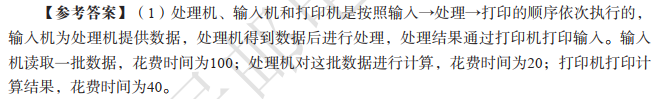 【参考答案】（1）处理机、输入机和打印机是按照输入→处理→打印的顺序依次执行的，
输入机为处理机提供数据，处理机得到数据后进行处理，处理结果通过打印机打印输入。输入
机读取一批数据，花费时间为100；处理机对这批数据进行计算，花费时间为20；打印机打印计
算结果，花费时间为40。